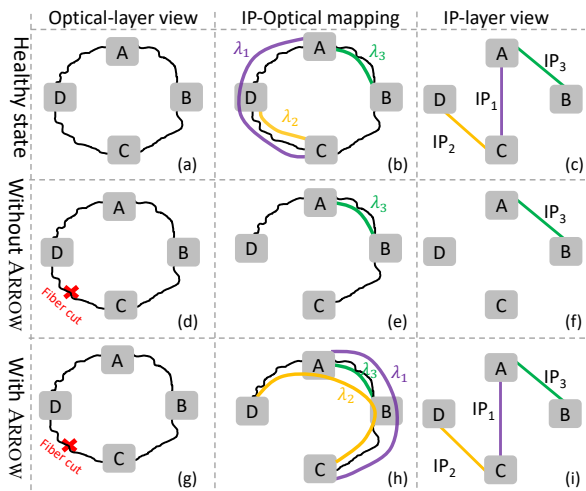 Optical-layer view IP-Optical mapping IP-layer view
Healthy state
A
D B
C
(a)
λ1 A λ3
D B
λ2
C
(b)
A IP3
D IP1 B
IP2 C
(c)
Without ARROW
A
D B
Fiber cut C
(d)
A λ3
D B
C
(e)
A IP3
D B
C
(f)
With ARROW
A
D B
Fiber cut C
(g)
A λ3 λ1
λ2
D B
C
(h)
A IP3
D IP1 B
IP2 C
(i)